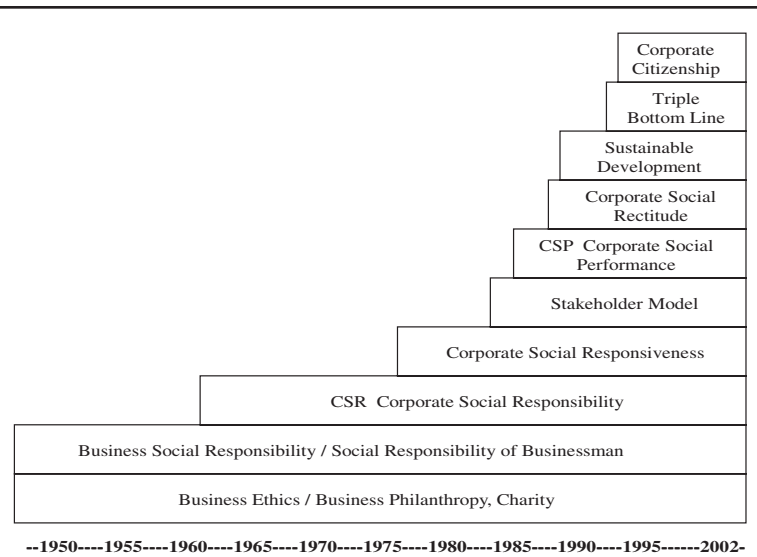 Corporate
Citizenship
Triple
Bottom Line
Sustainable
Development
Corporate Social
Rectitude
CSP Corporate Social
Performance
Stakeholder Model
Corporate Social Responsiveness
CSR Corporate Social Responsibility
Business Social Responsibility / Social Responsibility of Businessman
Business Ethics / Business Philanthropy, Charity
--1950----1955----1960----1965----1970----1975----1980----1985----1990----1995------2002-